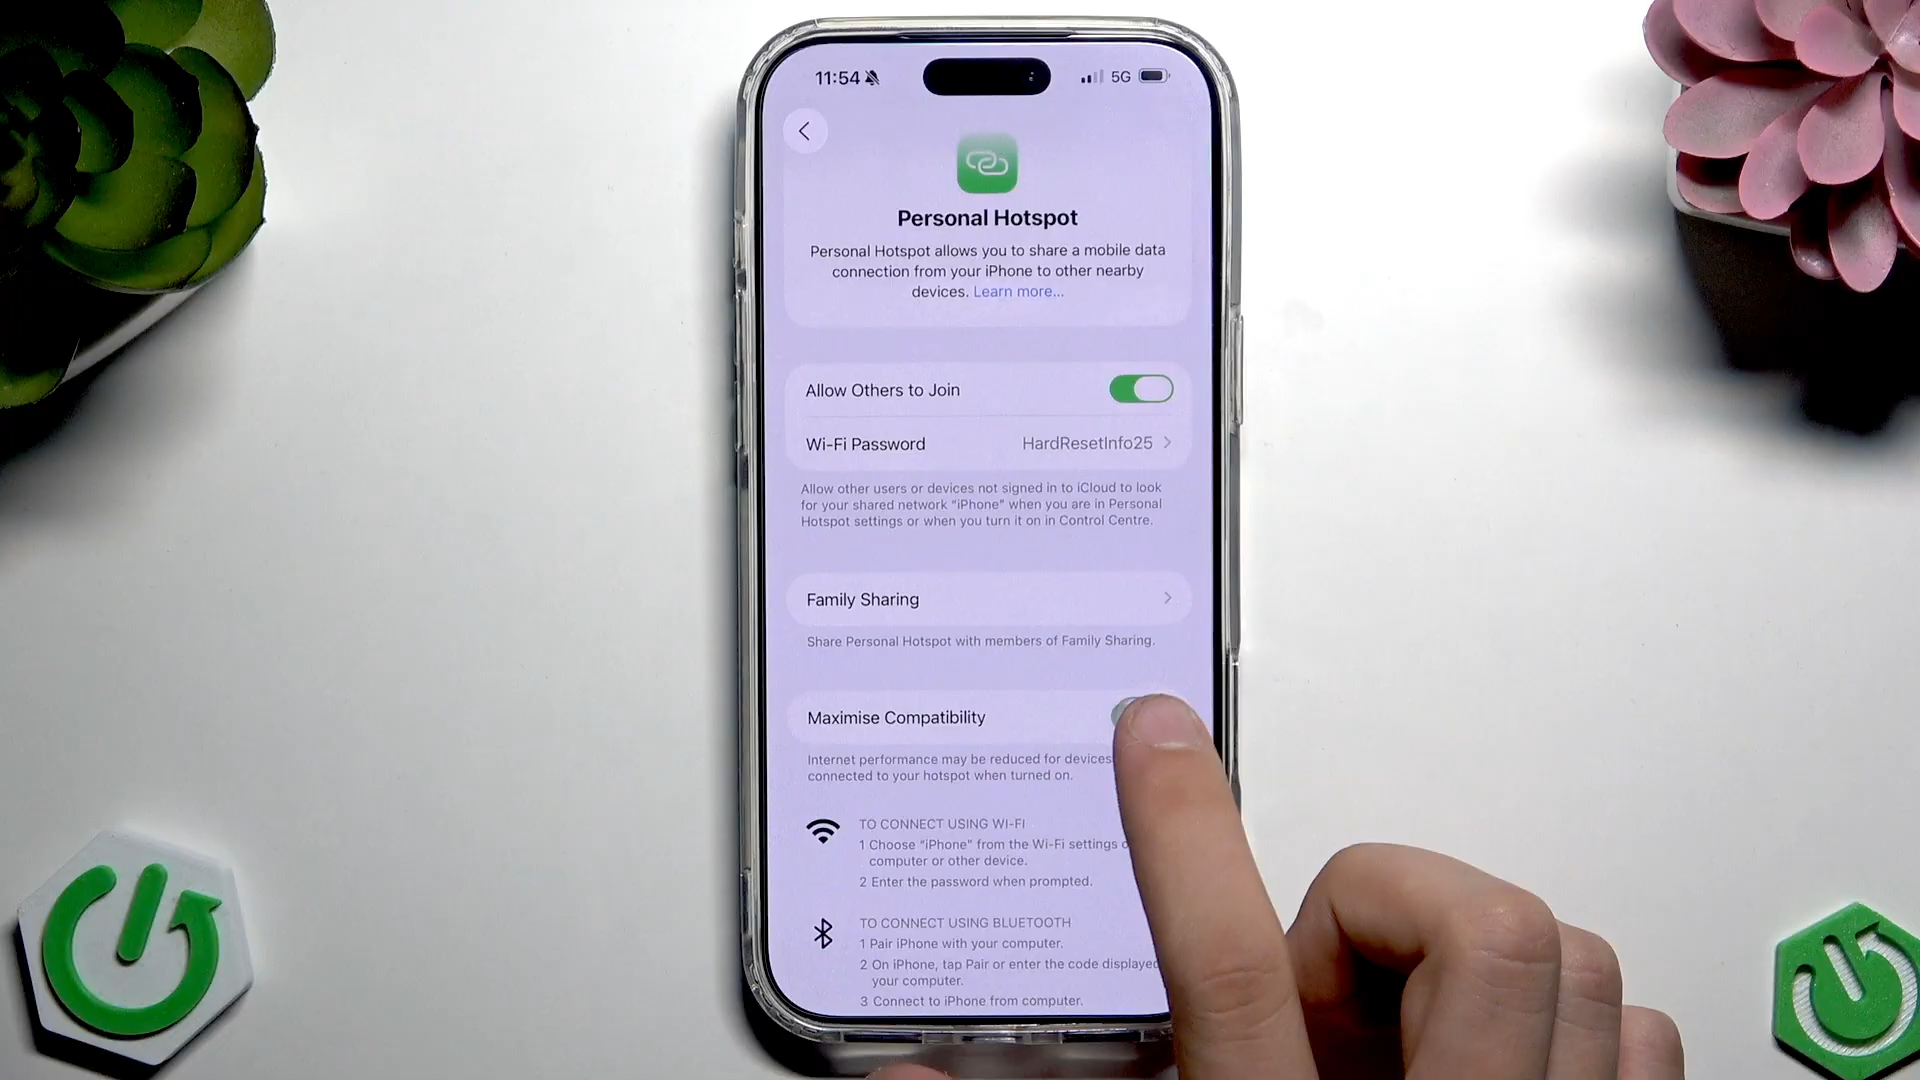 11:54
5G
Personal Hotspot
Personal Hotspot allows you to share a mobile data
connection from your iPhone to other nearby
devices. Learn more...
Allow Others to Join
Wi-Fi Password HardResetInfo25
Allow other users or devices not signed in to iCloud to look
for your shared network “iPhone” when you are in Personal
Hotspot settings or when you turn it on in Control Centre.
Family Sharing
Share Personal Hotspot with members of Family Sharing.
Maximise Compatibility
Internet performance may be reduced for devices
connected to your hotspot when turned on.
TO CONNECT USING WI-FI
1 Choose “iPhone” from the Wi-Fi settings
computer or other device.
2 Enter the password when prompted.
TO CONNECT USING BLUETOOTH
1 Pair iPhone with your computer.
2 On iPhone, tap Pair or enter the code displayed
your computer.
3 Connect to iPhone from computer.